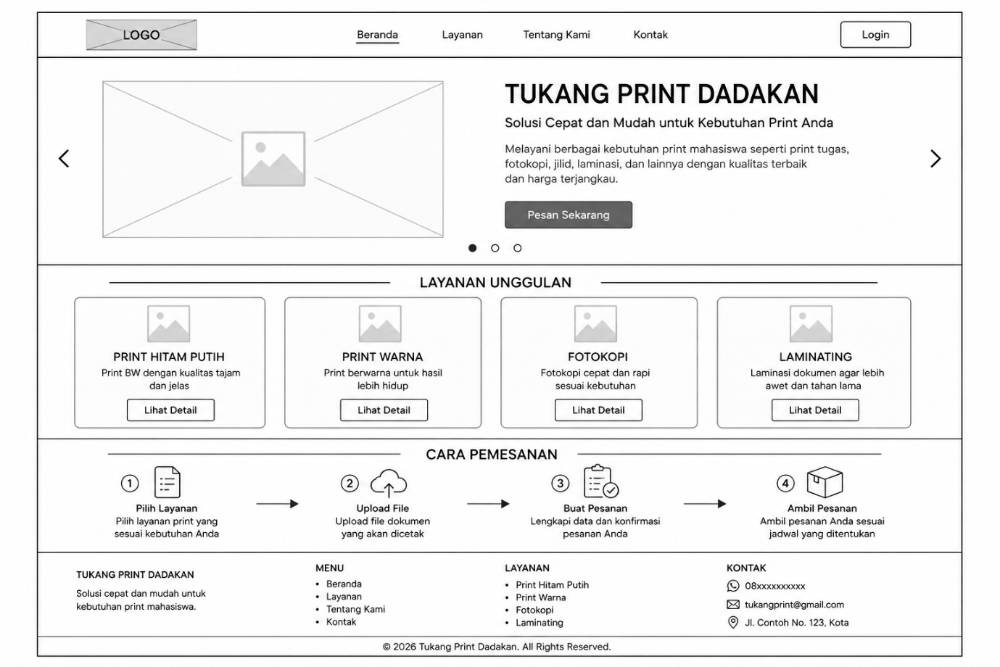 LOGO
Beranda
Layanan
Tentang Kami
Kontak
Login
TUKANG PRINT DADAKAN
Solusi Cepat dan Mudah untuk Kebutuhan Print Anda
Melayani berbagai kebutuhan print mahasiswa seperti print tugas,
fotokopi, jilid, laminasi, dan lainnya dengan kualitas terbaik
dan harga terjangkau.
Pesan Sekarang
LAYANAN UNGGULAN
PRINT HITAM PUTIH
Print BW dengan kualitas tajam
dan jelas
Lihat Detail
PRINT WARNA
Print berwarna untuk hasil
lebih hidup
Lihat Detail
FOTOKOPI
Fotokopi cepat dan rapi
sesuai kebutuhan
Lihat Detail
LAMINATING
Laminasi dokumen agar lebih
awet dan tahan lama
Lihat Detail
CARA PEMESANAN
1
Pilih Layanan
Pilih layanan print yang
sesuai kebutuhan Anda
2
Upload File
Upload file dokumen
yang akan dicetak
3
Buat Pesanan
Lengkapi data dan konfirmasi
pesanan Anda
4
Ambil Pesanan
Ambil pesanan Anda sesuai
jadwal yang ditentukan
TUKANG PRINT DADAKAN
Solusi cepat dan mudah untuk
kebutuhan print mahasiswa.
MENU
• Beranda
• Layanan
• Tentang Kami
• Kontak
LAYANAN
• Print Hitam Putih
• Print Warna
• Fotokopi
• Laminating
KONTAK
08xxxxxxxxxx
tukangprint@gmail.com
Jl. Contoh No. 123, Kota
© 2026 Tukang Print Dadakan. All Rights Reserved.